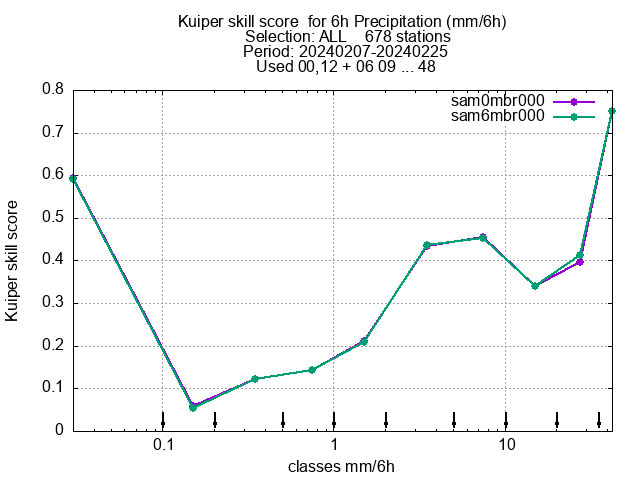 Kuiper skill score  for 6h Precipitation (mm/6h)
Selection: ALL    678 stations
Period: 20240207-20240225
Used 00,12 + 06 09 ... 48
sam0mbr000
sam6mbr000
0.8
0.7
0.6
0.5
0.4
0.3
0.2
0.1
0
Kuiper skill score
0.1 1 10
classes mm/6h